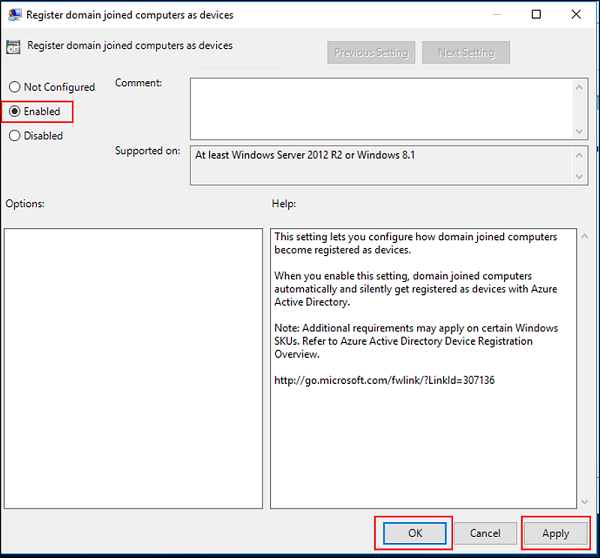 Register domain joined computers as devices
Register domain joined computers as devices
Previous Setting
Next Setting
Not Configured
Comment:
Enabled
Disabled
Supported on:
At least Windows Server 2012 R2 or Windows 8.1
Options:
Help:
This setting lets you configure how domain joined computers
become registered as devices.
When you enable this setting, domain joined computers
automatically and silently get registered as devices with Azure
Active Directory.
Note: Additional requirements may apply on certain Windows
SKUs. Refer to Azure Active Directory Device Registration
Overview.
http://go.microsoft.com/fwlink/?LinkId=307136
OK
Cancel
Apply